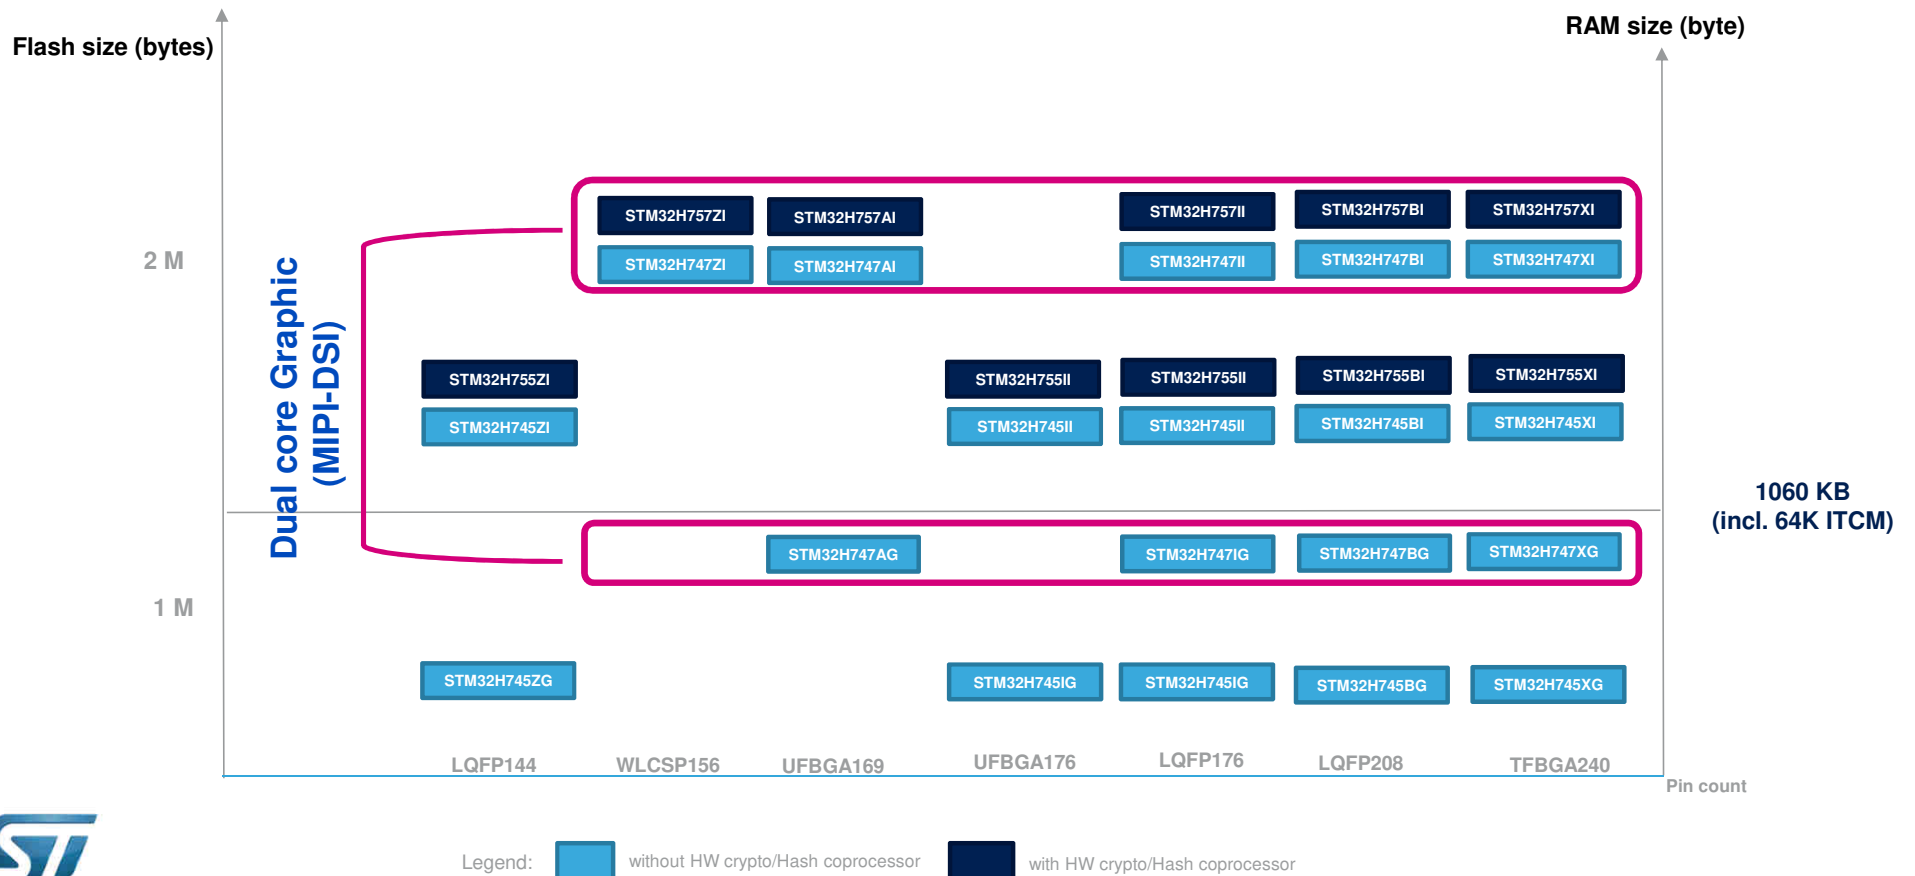 RAM size (byte)
Flash size (bytes)
STM32H757ZI
STM32H757AI
STM32H757II
STM32H757BI
STM32H757XI
2 M
STM32H747ZI
STM32H747AI
STM32H747II
STM32H747BI
STM32H747XI
Dual core Graphic
(MIPI-DSI)
STM32H755ZI
STM32H755II
STM32H755II
STM32H755BI
STM32H755XI
STM32H745ZI
STM32H745II
STM32H745II
STM32H745BI
STM32H745XI
1060 KB
(incl. 64K ITCM)
STM32H747AG
STM32H747IG
STM32H747BG
STM32H747XG
1 M
STM32H745ZG
STM32H745IG
STM32H745IG
STM32H745BG
STM32H745XG
LQFP144
WLCSP156
UFBGA169
UFBGA176
LQFP176
LQFP208
TFBGA240
Pin count
ST
Legend:
without HW crypto/Hash coprocessor
with HW crypto/Hash coprocessor